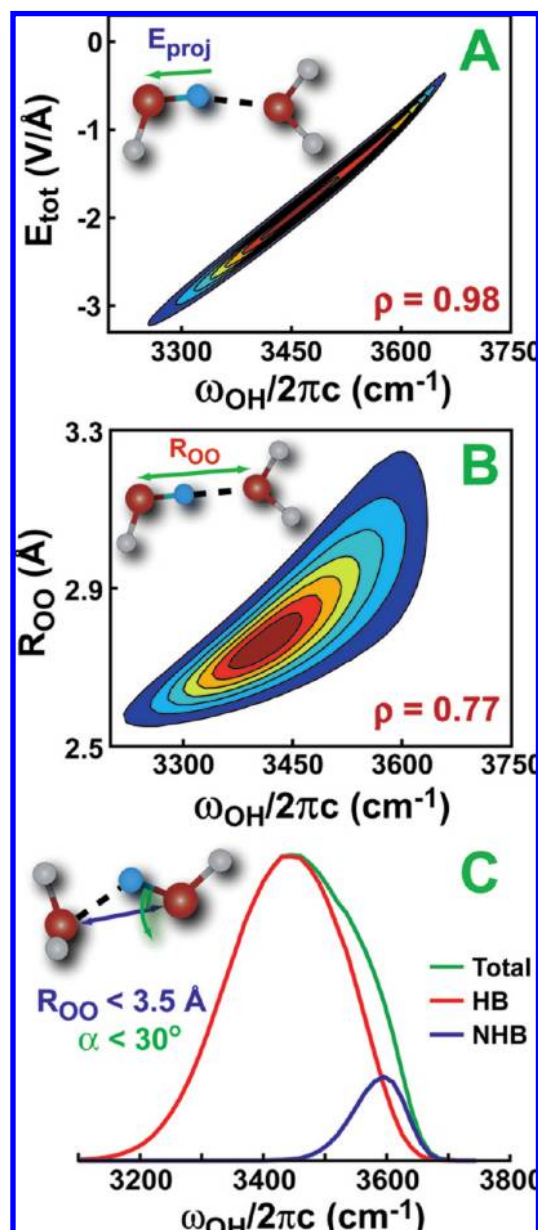 A
E_proj
0
-1
-2
-3
E_tot (V/Å)
ρ = 0.98
3300 3450 3600 3750
ω_OH/2πc (cm⁻¹)
B
R_OO
3.3
2.9
2.5
R_OO (Å)
ρ = 0.77
3300 3450 3600 3750
ω_OH/2πc (cm⁻¹)
C
R_OO < 3.5 Å
α < 30°
Total
HB
NHB
3200 3400 3600 3800
ω_OH/2πc (cm⁻¹)